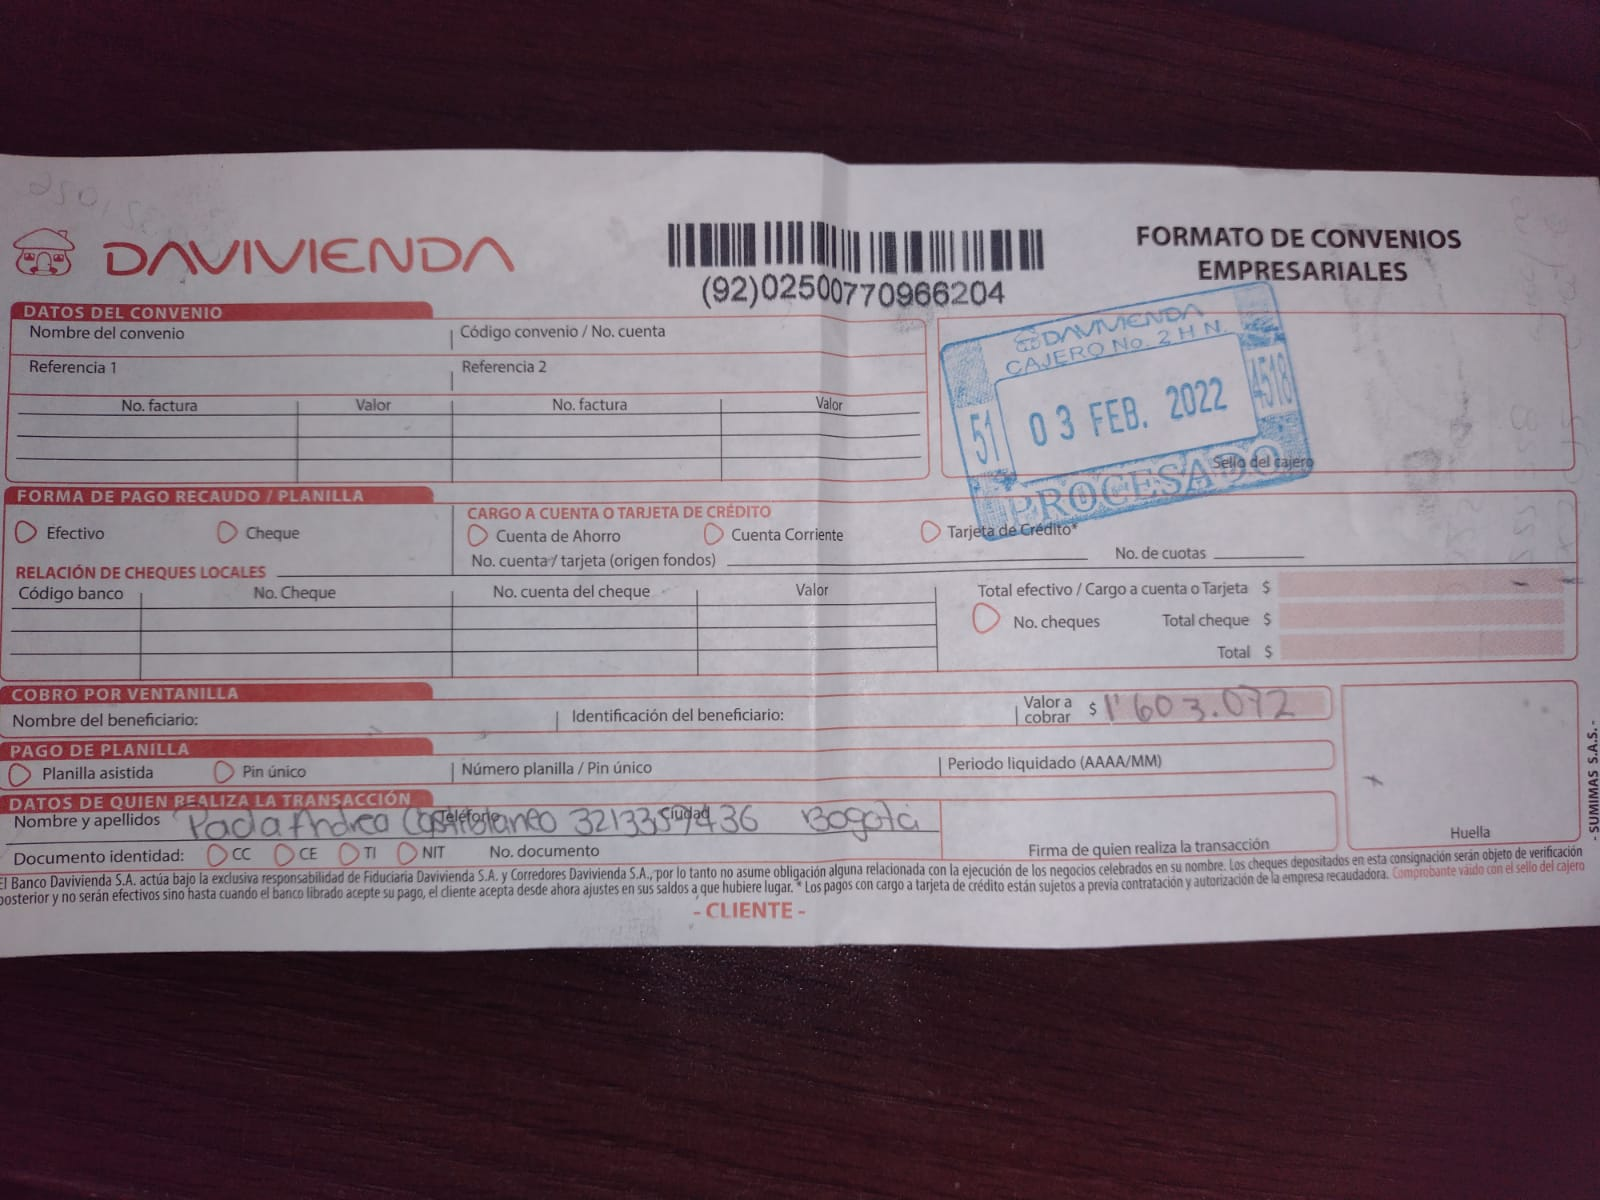 DAVIVIENDA
(92)02500770966204
FORMATO DE CONVENIOS
EMPRESARIALES
DATOS DEL CONVENIO
Nombre del convenio
Código convenio / No. cuenta
Referencia 1
Referencia 2
No. factura Valor No. factura Valor
DAVIVIENDA
CAJERO No. 2 H.N.
51
03 FEB. 2022
4518
PROCESADO
Sello del cajero
FORMA DE PAGO RECAUDO / PLANILLA
Efectivo Cheque
CARGO A CUENTA O TARJETA DE CRÉDITO
Cuenta de Ahorro Cuenta Corriente Tarjeta de Crédito*
No. cuenta / tarjeta (origen fondos) No. de cuotas
RELACIÓN DE CHEQUES LOCALES
Código banco No. Cheque No. cuenta del cheque Valor
Total efectivo / Cargo a cuenta o Tarjeta $
No. cheques Total cheque $
Total $
COBRO POR VENTANILLA
Nombre del beneficiario: Identificación del beneficiario:
Valor a
cobrar $ 1'603.072
PAGO DE PLANILLA
Planilla asistida Pin único Número planilla / Pin único Periodo liquidado (AAAA/MM)
DATOS DE QUIEN REALIZA LA TRANSACCIÓN
Nombre y apellidos Teléfono Ciudad
Paola Andrea Castiblanco Bogota
Documento identidad: CC CE TI NIT No. documento
Firma de quien realiza la transacción
Huella
- SUMIMAS S.A.S. -
El Banco Davivienda S.A. actúa bajo la exclusiva responsabilidad de Fiduciaria Davivienda S.A. y Corredores Davivienda S.A., por lo tanto no asume obligación alguna relacionada con la ejecución de los negocios celebrados en su nombre. Los cheques depositados en esta consignación serán objeto de verificación
posterior y no serán efectivos sino hasta cuando el banco librado acepte su pago, el cliente acepta desde ahora ajustes en sus saldos a que hubiere lugar. * Los pagos con cargo a tarjeta de crédito están sujetos a previa contratación y autorización de la empresa recaudadora. Comprobante válido con el sello del cajero
- CLIENTE -